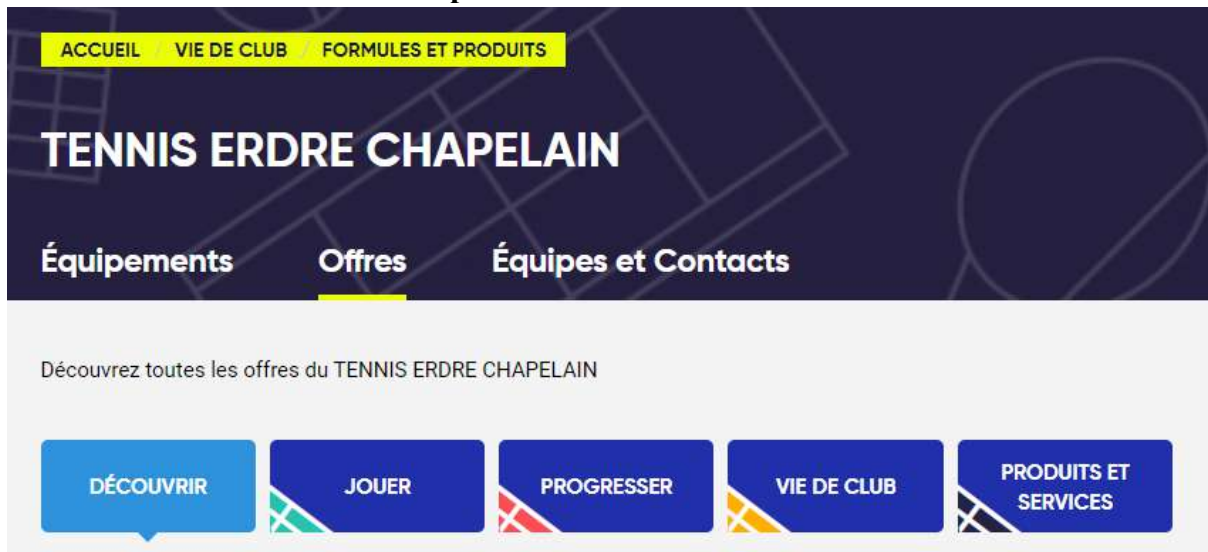 ACCUEIL / VIE DE CLUB / FORMULES ET PRODUITS
TENNIS ERDRE CHAPELAIN
Équipements Offres Équipes et Contacts
Découvrez toutes les offres du TENNIS ERDRE CHAPELAIN
DÉCOUVRIR JOUER PROGRESSER VIE DE CLUB PRODUITS ET
SERVICES